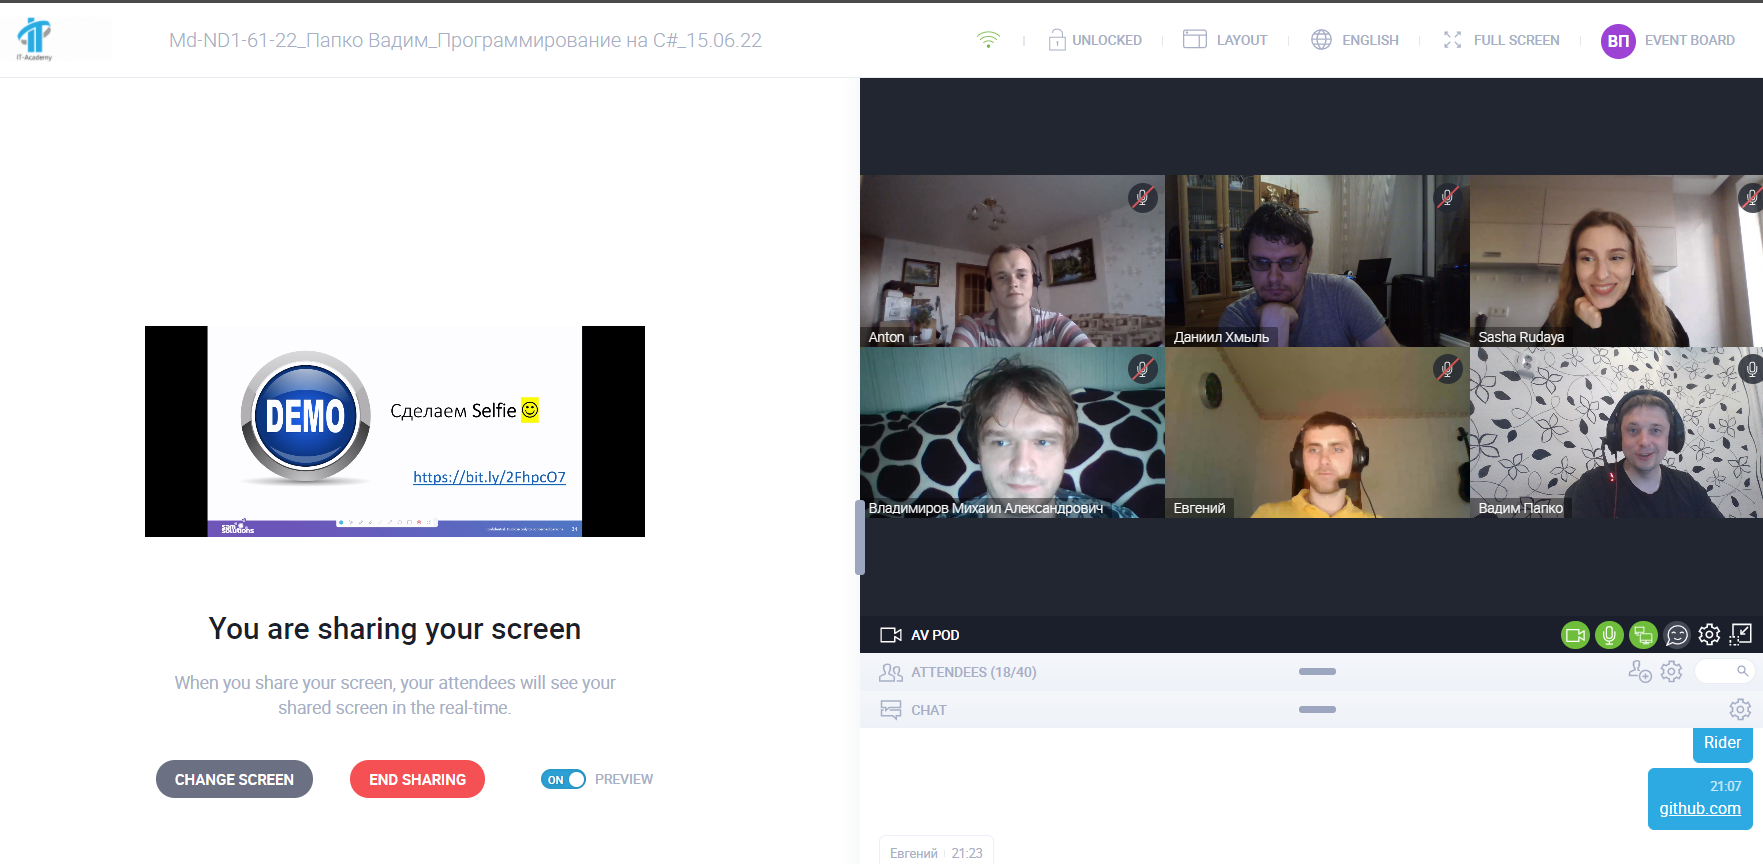 IT-Academy
Md-ND1-61-22_Папко Вадим_Программирование на C#_15.06.22
UNLOCKED
LAYOUT
ENGLISH
FULL SCREEN
ВП
EVENT BOARD
DEMO
Сделаем Selfie
https://bit.ly/2FhpcO7
sam
solutions
You are sharing your screen
When you share your screen, your attendees will see your
shared screen in the real-time.
CHANGE SCREEN
END SHARING
ON
PREVIEW
Anton
Даниил Хмыль
Sasha Rudaya
Владимиров Михаил Александрович
Евгений
Вадим Папко
AV POD
ATTENDEES (18/40)
CHAT
Rider
21:07
github.com
Евгений 21:23